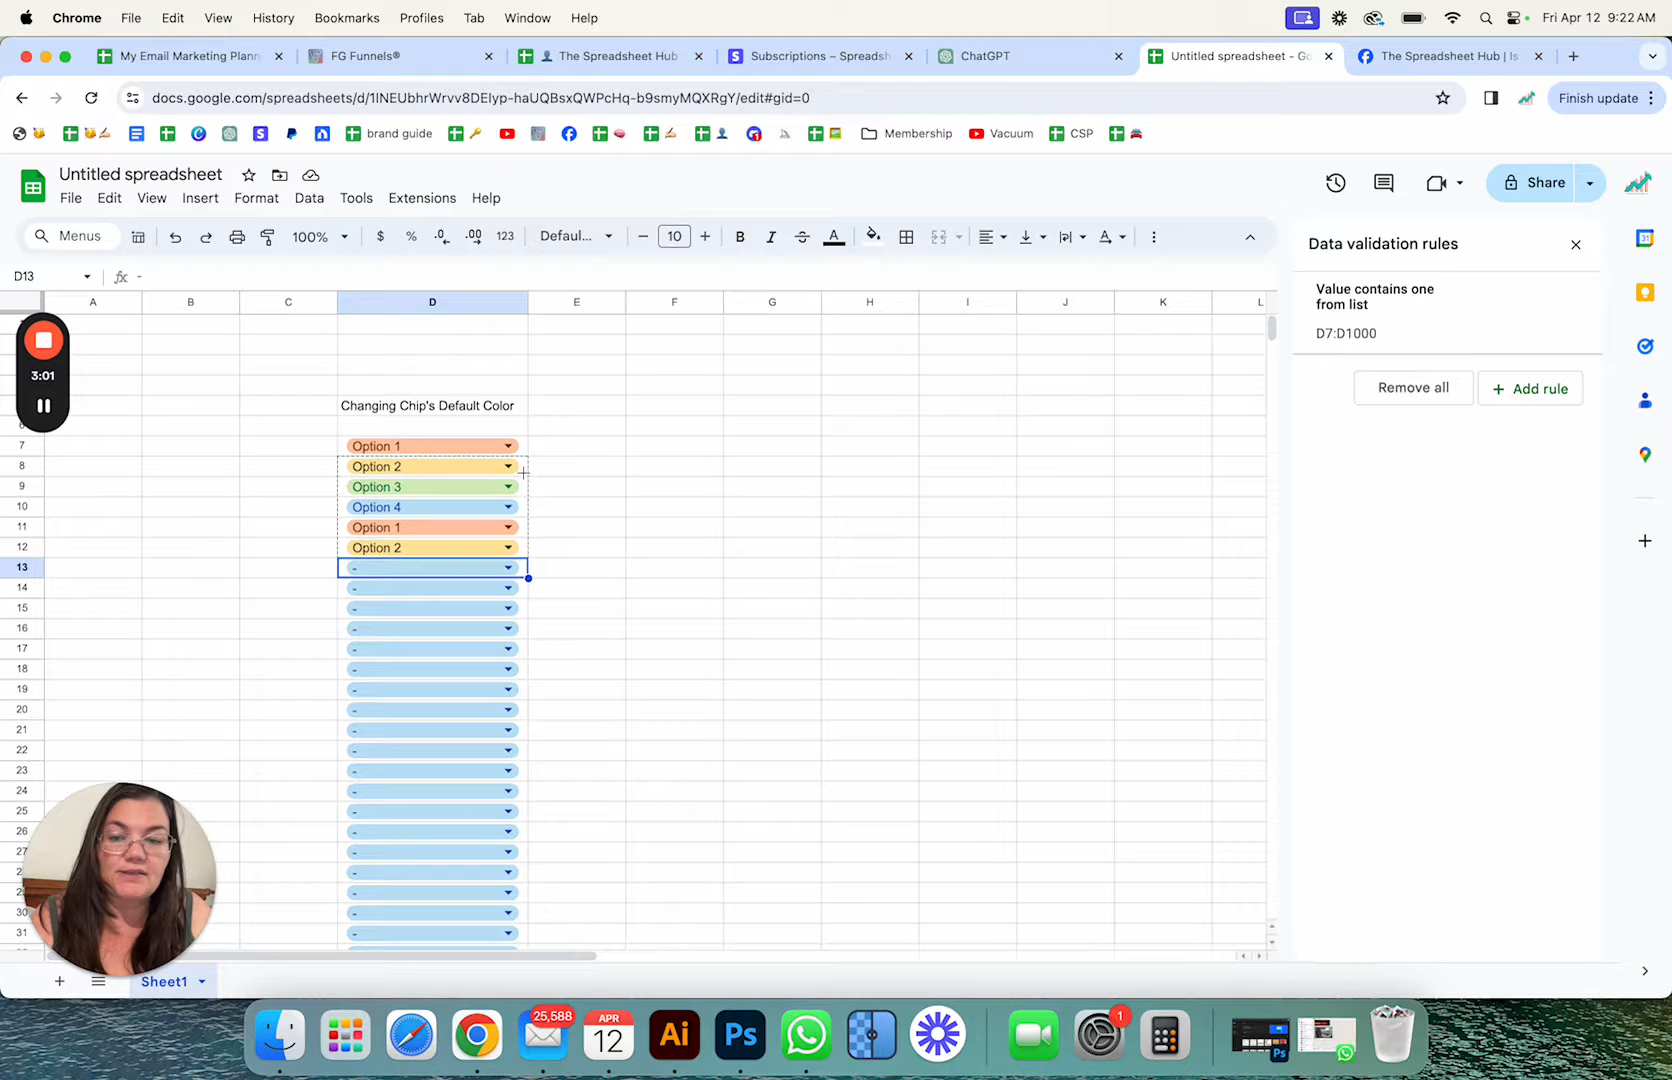 Chrome File Edit View History Bookmarks Profiles Tab Window Help Fri Apr 12 9:22 AM
My Email Marketing Plann FG Funnels® The Spreadsheet Hub Subscriptions – Spreadsh ChatGPT Untitled spreadsheet - Go The Spreadsheet Hub | Is
docs.google.com/spreadsheets/d/1INEUbhrWrvv8DEIyp-haUQBsxQWPcHq-b9smyMQXRgY/edit#gid=0 Finish update
brand guide Membership Vacuum CSP
Untitled spreadsheet
File Edit View Insert Format Data Tools Extensions Help
Share
Menus 100% $ % .0 .00 123 Defaul... 10 B I S A
D13 fx -
A B C D E F G H I J K L
Data validation rules
Value contains one
from list
D7:D1000
Remove all
+ Add rule
3:01
Changing Chip's Default Color
6
7 Option 1
8 Option 2
9 Option 3
10 Option 4
11 Option 1
12 Option 2
13 -
14 -
15 -
16 -
17 -
18 -
19 -
20 -
21 -
22 -
23 -
24 -
25 -
26 -
27 -
2 -
2 -
30 -
31 -
Sheet1
25,588
APR
12
Ai
Ps
1
Ps